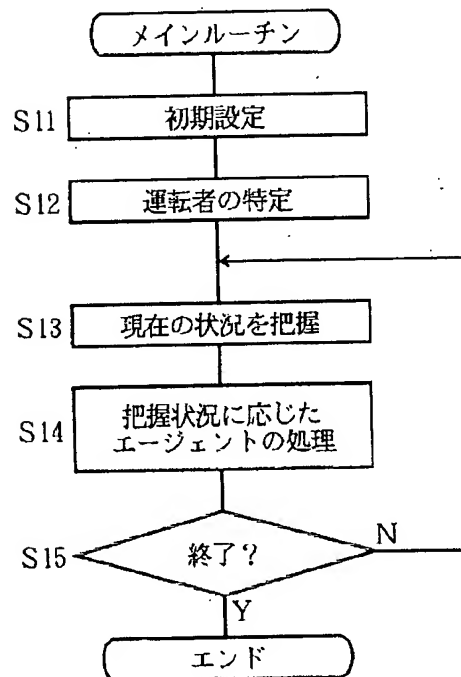 メインルーチン
S11 初期設定
S12 運転者の特定
S13 現在の状況を把握
S14 把握状況に応じた
エージェントの処理
S15 終了？ N
Y
エンド